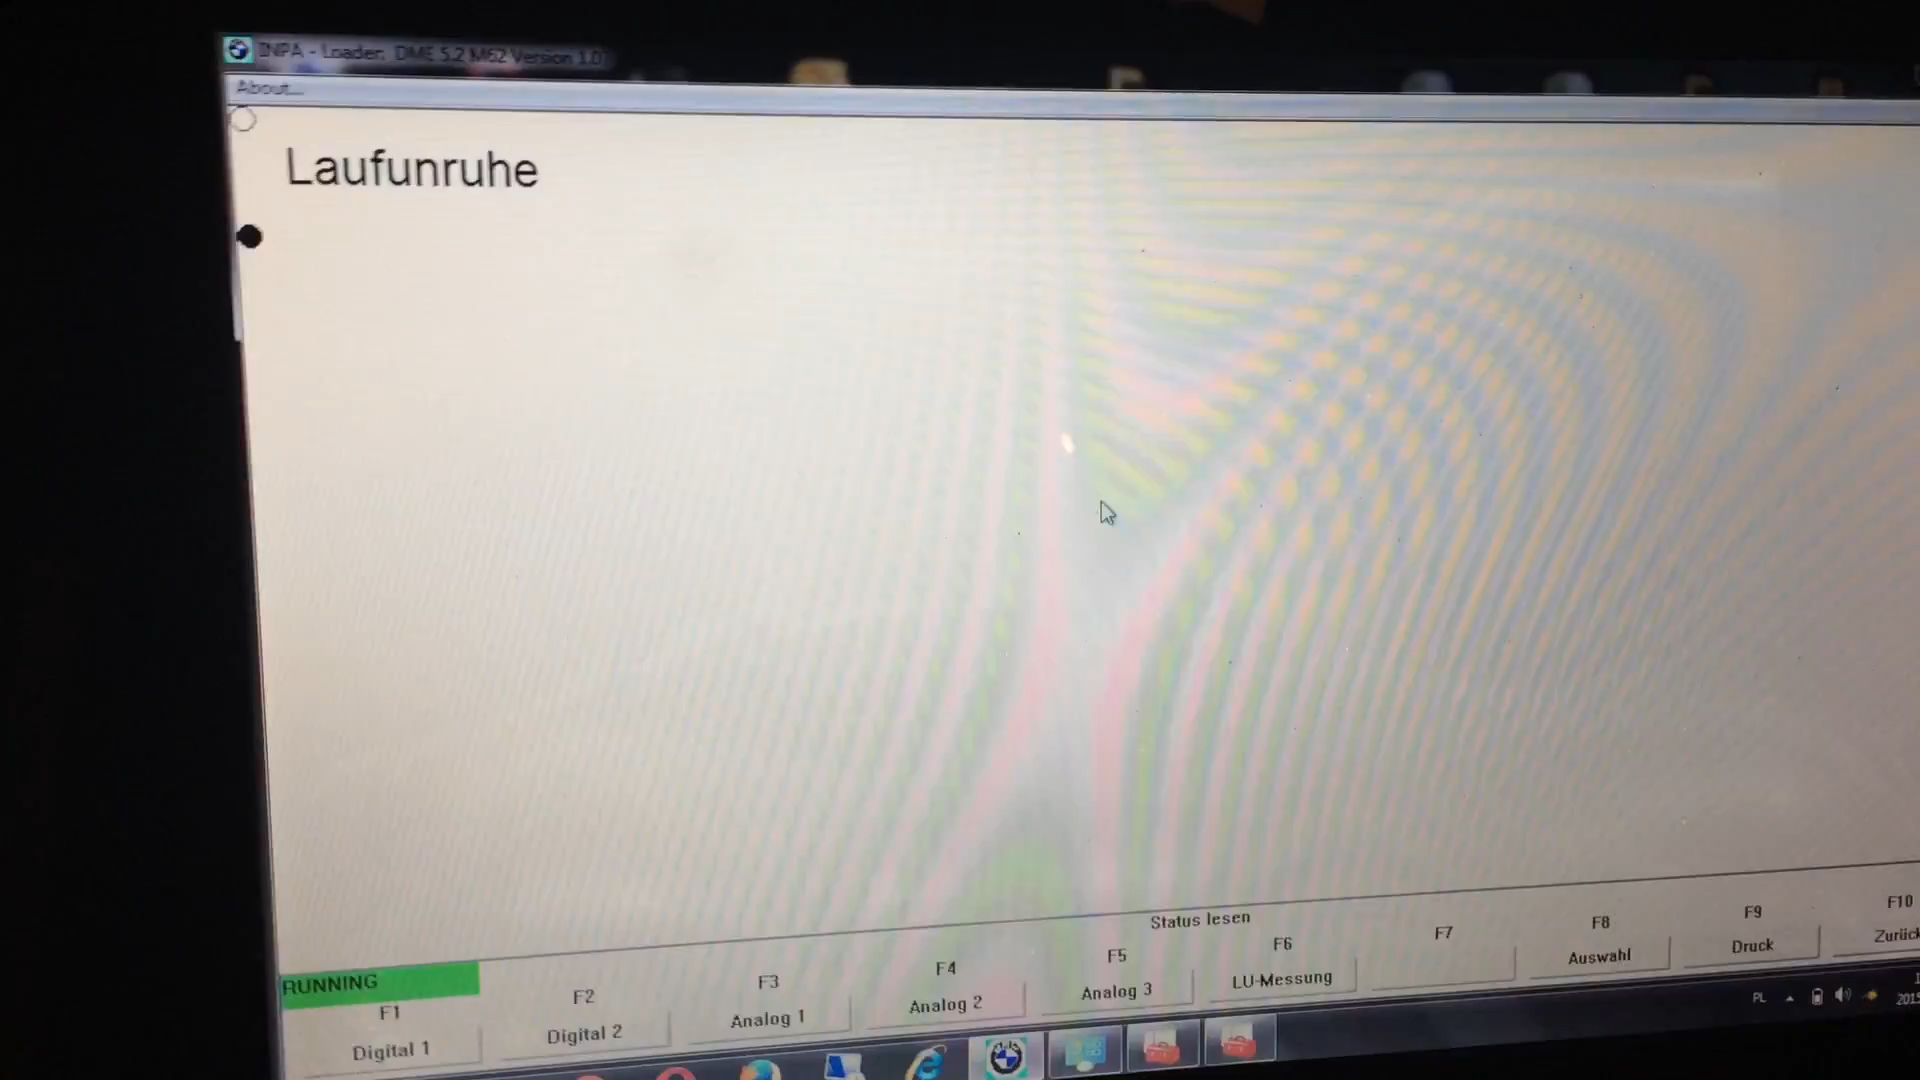 INPA - Loader: DME 5.2 M62 Version 1.07
About...
Laufunruhe
Status lesen
RUNNING
F1 F2 F3 F4 F5 F6 F7 F8 F9 F10
Digital 1 Digital 2 Analog 1 Analog 2 Analog 3 LU-Messung Auswahl Druck Zurück
PL